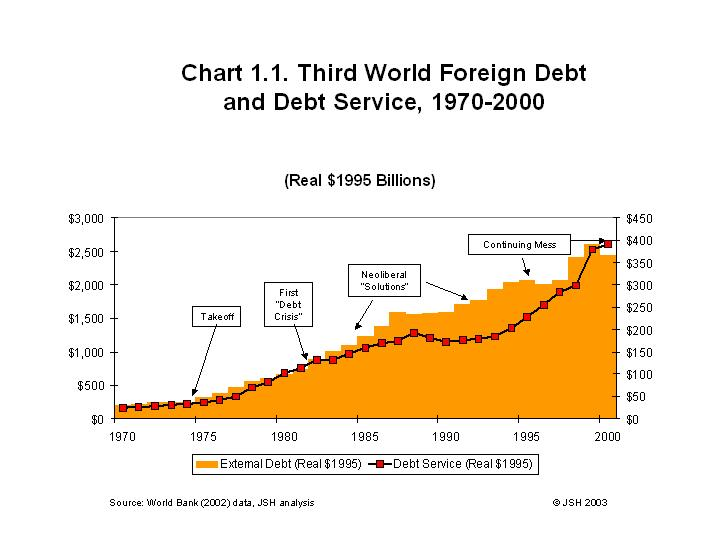 Chart 1.1. Third World Foreign Debt
and Debt Service, 1970-2000
(Real $1995 Billions)
$3,000
$2,500
$2,000
$1,500
$1,000
$500
$0
$450
$400
$350
$300
$250
$200
$150
$100
$50
$0
Takeoff
First
"Debt
Crisis"
Neoliberal
"Solutions"
Continuing Mess
1970 1975 1980 1985 1990 1995 2000
External Debt (Real $1995) Debt Service (Real $1995)
Source: World Bank (2002) data, JSH analysis © JSH 2003